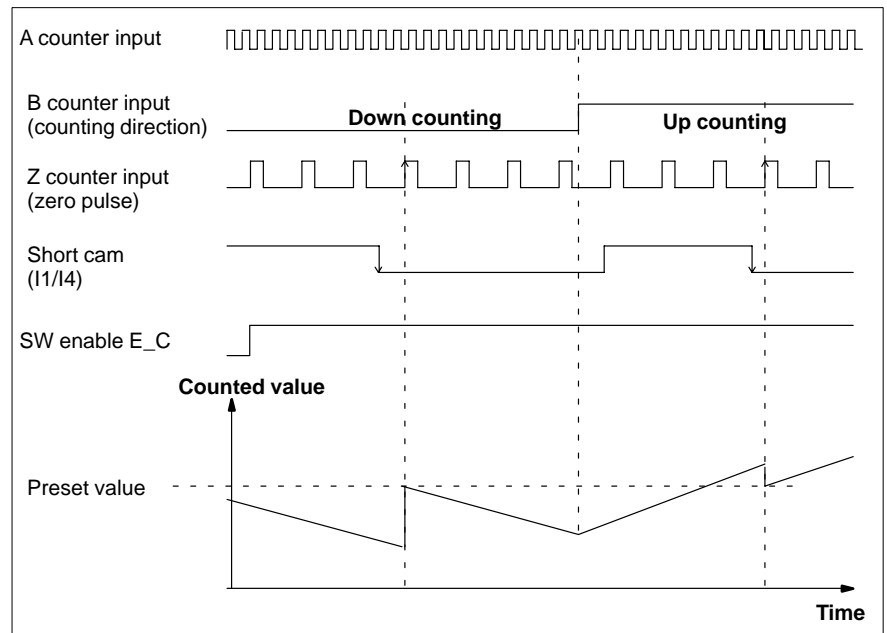 A counter input
B counter input
(counting direction)
Down counting
Up counting
Z counter input
(zero pulse)
Short cam
(I1/I4)
SW enable E_C
Counted value
Preset value
Time